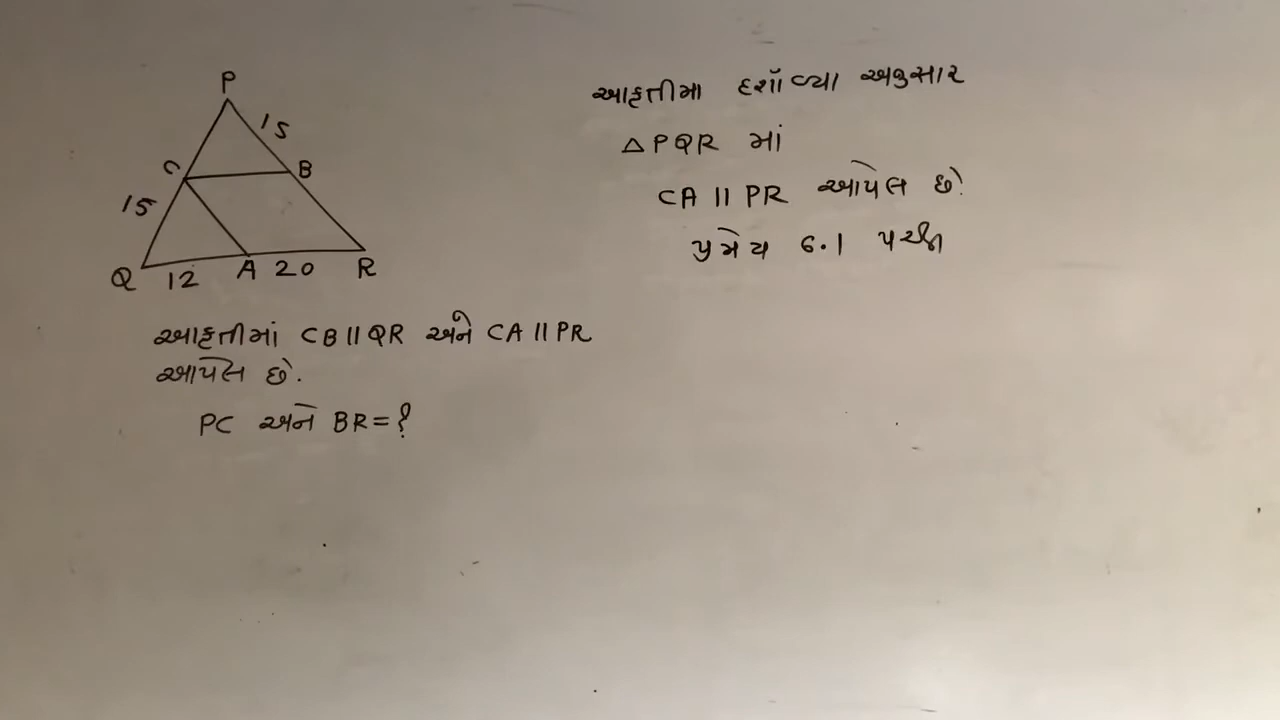 P
15
C
B
15
Q
12
A
20
R
આકૃતીમાં CB || QR અને CA || PR
આપેલ છે.
PC અને BR = ?
આકૃતીમા દર્શાવ્યા અનુસાર
△PQR માં
CA || PR આપેલ છે.
પ્રમેય 6.1 પરથી